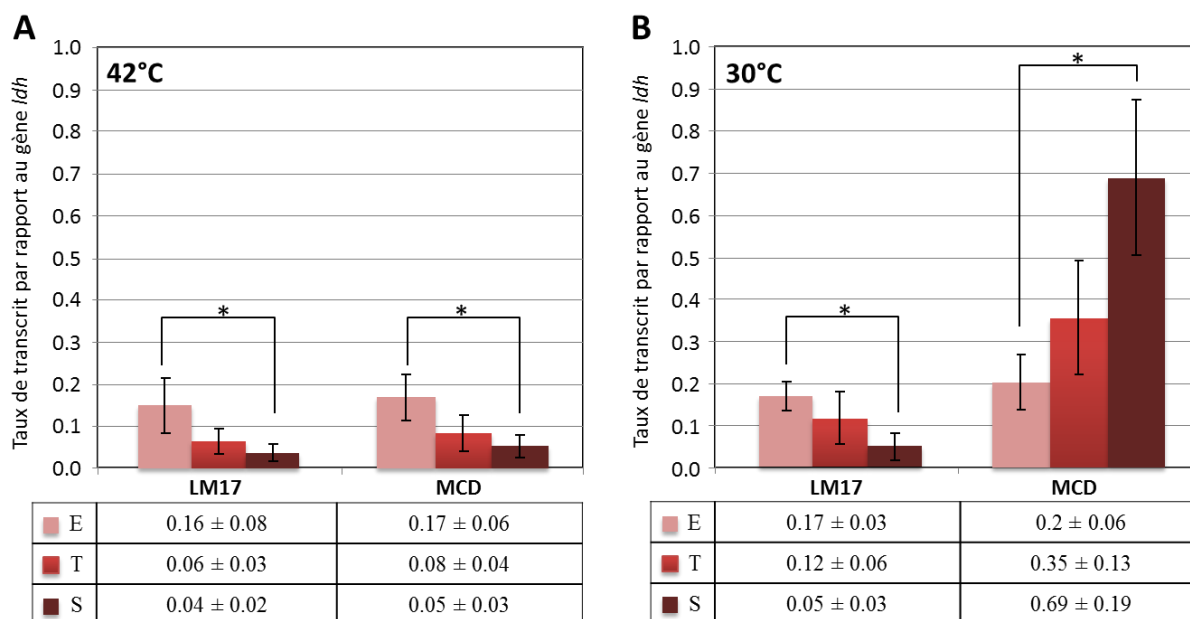 A
42°C
Taux de transcrit par rapport au gène ldh
1.0
0.9
0.8
0.7
0.6
0.5
0.4
0.3
0.2
0.1
0.0
* *
LM17 MCD
E 0.16 ± 0.08 0.17 ± 0.06
T 0.06 ± 0.03 0.08 ± 0.04
S 0.04 ± 0.02 0.05 ± 0.03
B
30°C
Taux de transcrit par rapport au gène ldh
1.0
0.9
0.8
0.7
0.6
0.5
0.4
0.3
0.2
0.1
0.0
* *
LM17 MCD
E 0.17 ± 0.03 0.2 ± 0.06
T 0.12 ± 0.06 0.35 ± 0.13
S 0.05 ± 0.03 0.69 ± 0.19